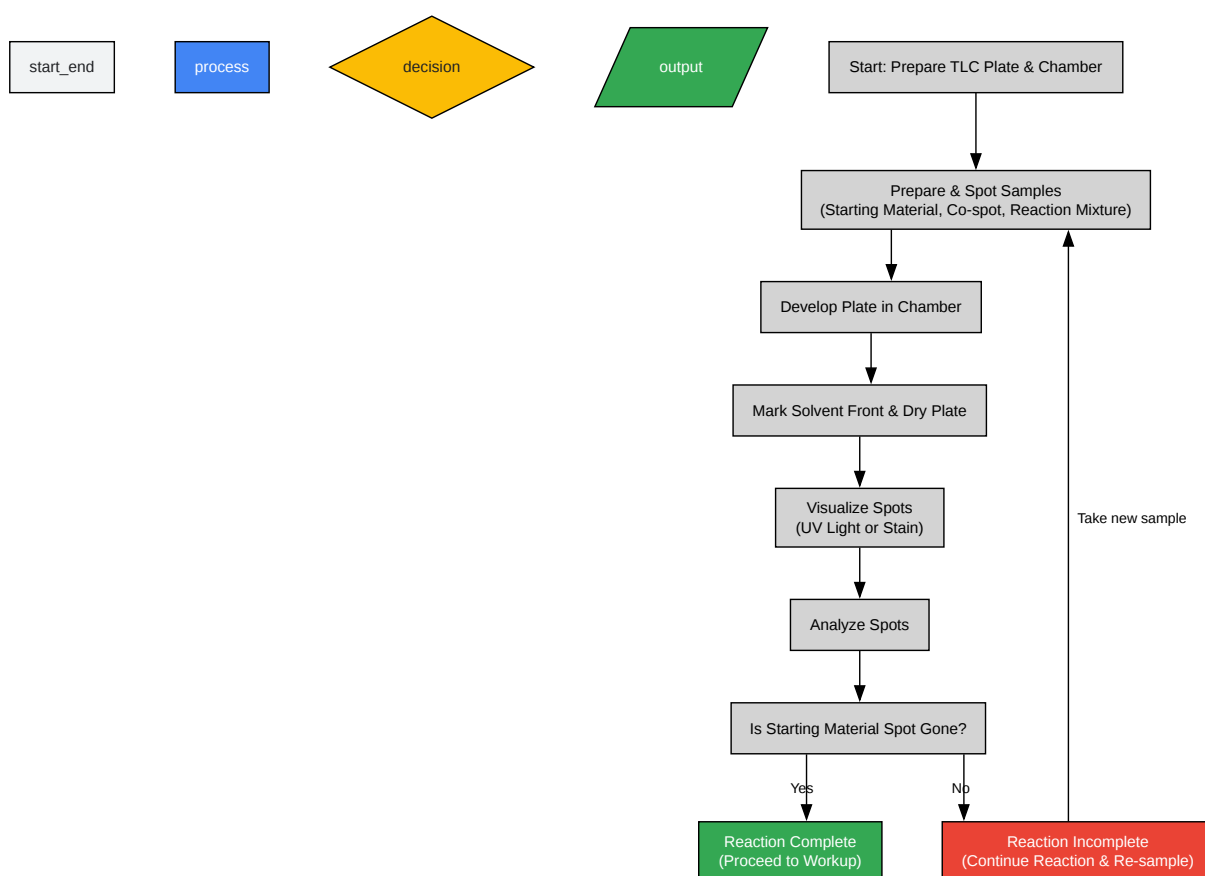 start_end
process
decision
output
Start: Prepare TLC Plate & Chamber
Prepare & Spot Samples
(Starting Material, Co-spot, Reaction Mixture)
Develop Plate in Chamber
Mark Solvent Front & Dry Plate
Visualize Spots
(UV Light or Stain)
Take new sample
Analyze Spots
Is Starting Material Spot Gone?
Yes
No
Reaction Complete
(Proceed to Workup)
Reaction Incomplete
(Continue Reaction & Re-sample)